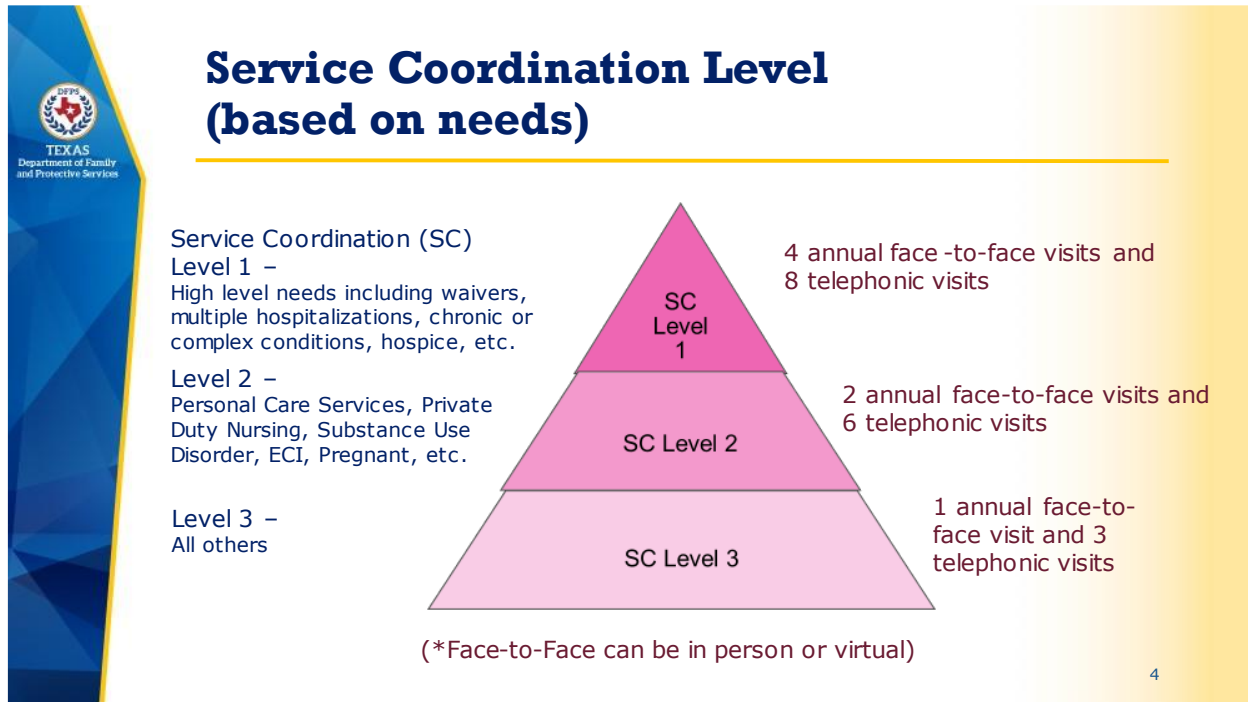 DFPS
TEXAS
Department of Family
and Protective Services
Service Coordination Level
(based on needs)
Service Coordination (SC)
Level 1 –
High level needs including waivers,
multiple hospitalizations, chronic or
complex conditions, hospice, etc.
Level 2 –
Personal Care Services, Private
Duty Nursing, Substance Use
Disorder, ECI, Pregnant, etc.
Level 3 –
All others
SC
Level
1
SC Level 2
SC Level 3
4 annual face -to-face visits and
8 telephonic visits
2 annual face-to-face visits and
6 telephonic visits
1 annual face-to-
face visit and 3
telephonic visits
(*Face-to-Face can be in person or virtual)
4